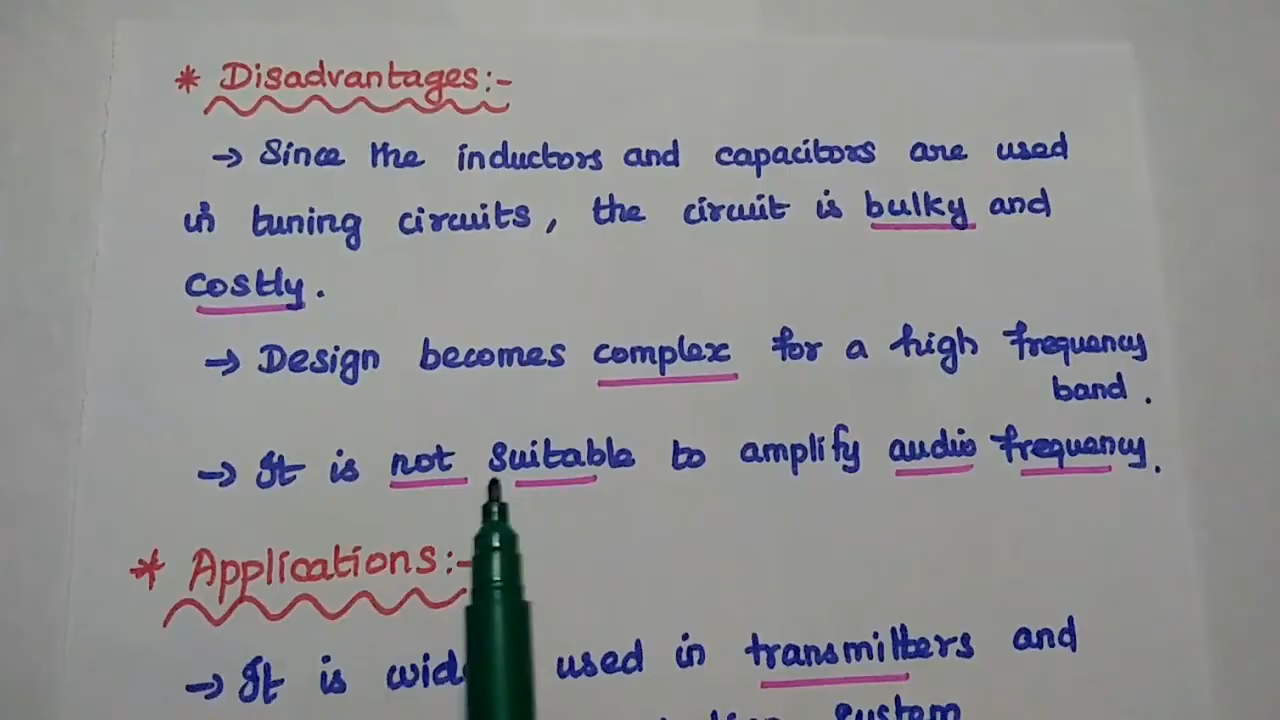 * Disadvantages:-
→ Since the inductors and capacitors are used
in tuning circuits, the circuit is bulky and
costly.
→ Design becomes complex for a high frequency
band.
→ It is not suitable to amplify audio frequency.
* Applications:-
→ It is used in transmitters and
system